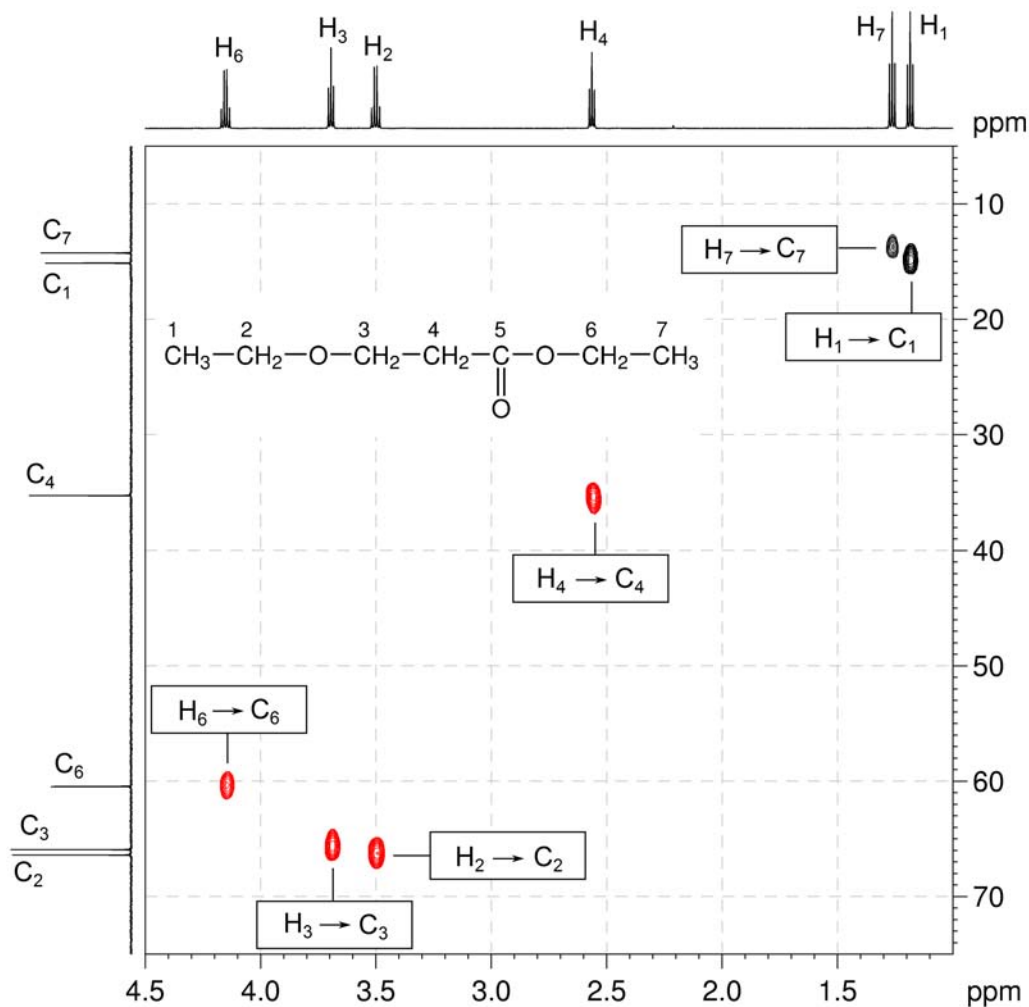 H₆ H₃ H₂ H₄ H₇ H₁
ppm
10
20
30
40
50
60
70
C₇
C₁
C₄
C₆
C₃
C₂
H₇ → C₇
H₁ → C₁
1 2 3 4 5 6 7
CH₃–CH₂–O–CH₂–CH₂–C–O–CH₂–CH₃
O
H₄ → C₄
H₆ → C₆
H₂ → C₂
H₃ → C₃
4.5 4.0 3.5 3.0 2.5 2.0 1.5 ppm